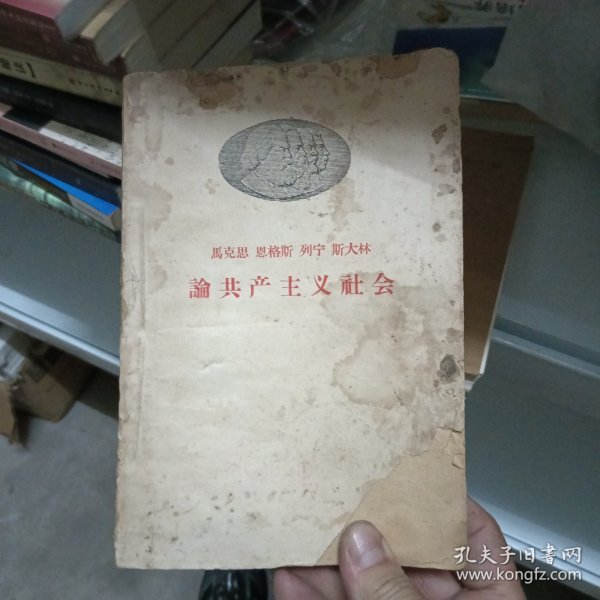 馬克思 恩格斯 列宁 斯大林
論共产主义社会
孔夫子旧书网
www.kongfz.com